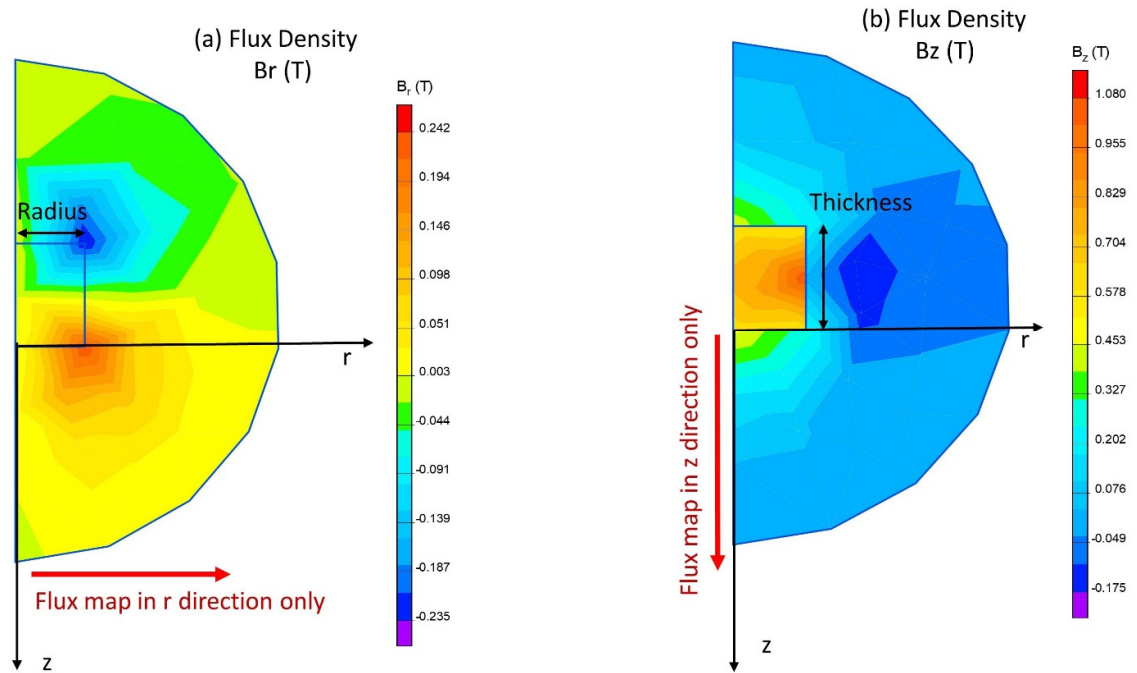 (a) Flux Density
Br (T)
B_r (T)
0.242
0.194
0.146
0.098
0.051
0.003
-0.044
-0.091
-0.139
-0.187
-0.235
Radius
r
Flux map in r direction only
z
(b) Flux Density
Bz (T)
B_z (T)
1.080
0.955
0.829
0.704
0.578
0.453
0.327
0.202
0.076
-0.049
-0.175
Thickness
r
Flux map in z direction only
z